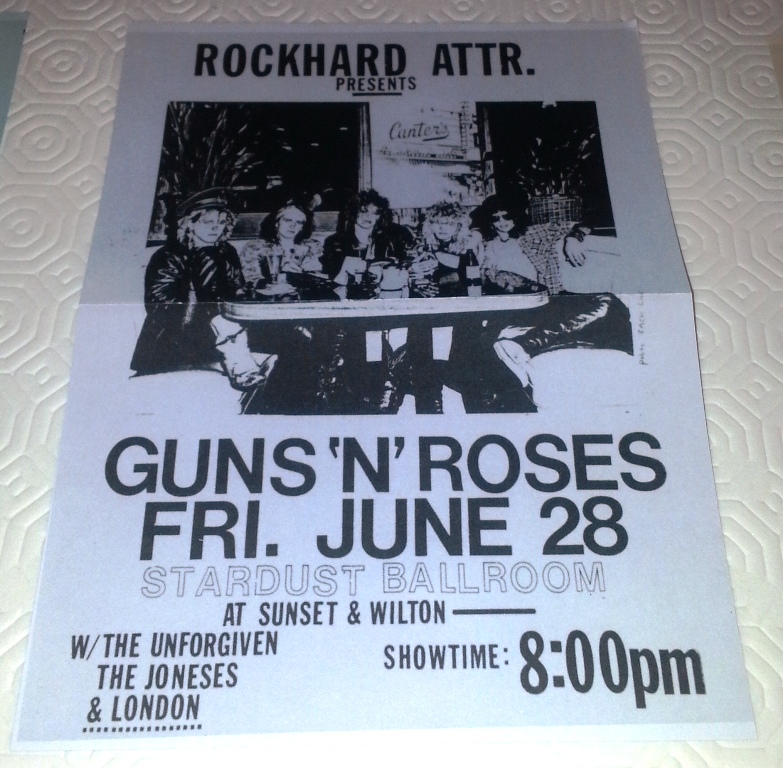 ROCKHARD ATTR.
PRESENTS
Canter's
GUNS 'N' ROSES
FRI. JUNE 28
STARDUST BALLROOM
AT SUNSET & WILTON
W/THE UNFORGIVEN
THE JONESES
& LONDON
SHOWTIME: 8:00pm